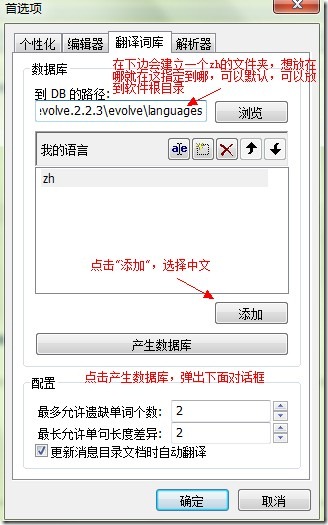 首选项
个性化 编辑器 翻译词库 解析器
数据库
在下边会建立一个zh的文件夹，想放在
哪就在这指定到哪，可以默认，可以放
到软件根目录
到 DB 的路径:
evolve.2.2.3\evolve\languages 浏览
我的语言
zh
点击“添加”，选择中文
添加
产生数据库
配置
点击产生数据库，弹出下面对话框
最多允许遗缺单词个数: 2
最长允许单句长度差异: 2
更新消息目录文档时自动翻译
确定 取消